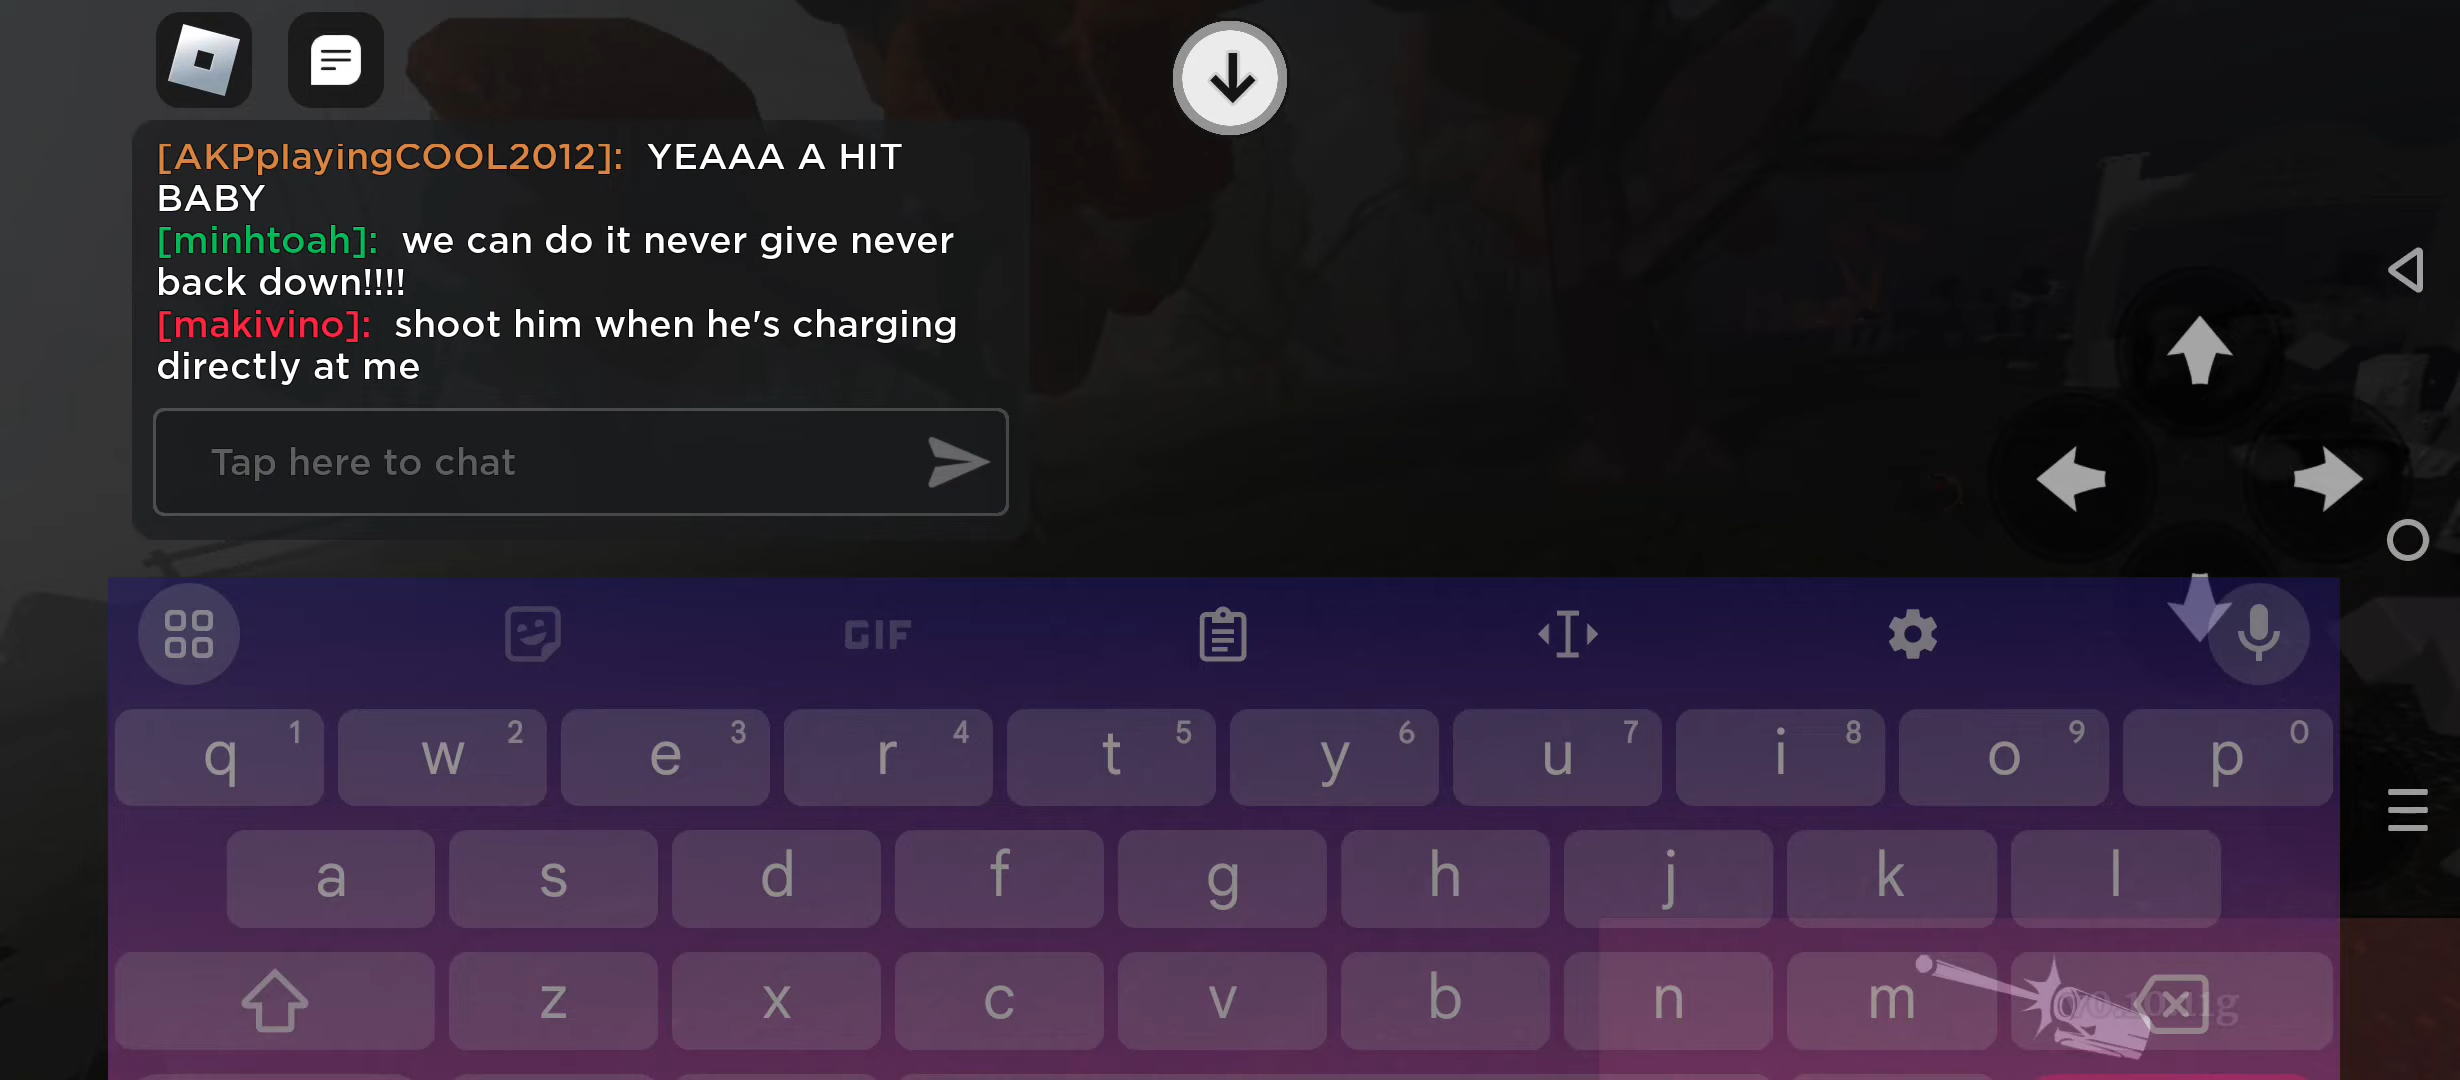 [AKPplayingCOOL2012]: YEAAA A HIT
BABY
[minhtoah]: we can do it never give never
back down!!!!
[makivino]: shoot him when he's charging
directly at me
Tap here to chat
GIF
q 1 w 2 e 3 r 4 t 5 y 6 u 7 i 8 o 9 p 0
a s d f g h j k l
z x c v b n m